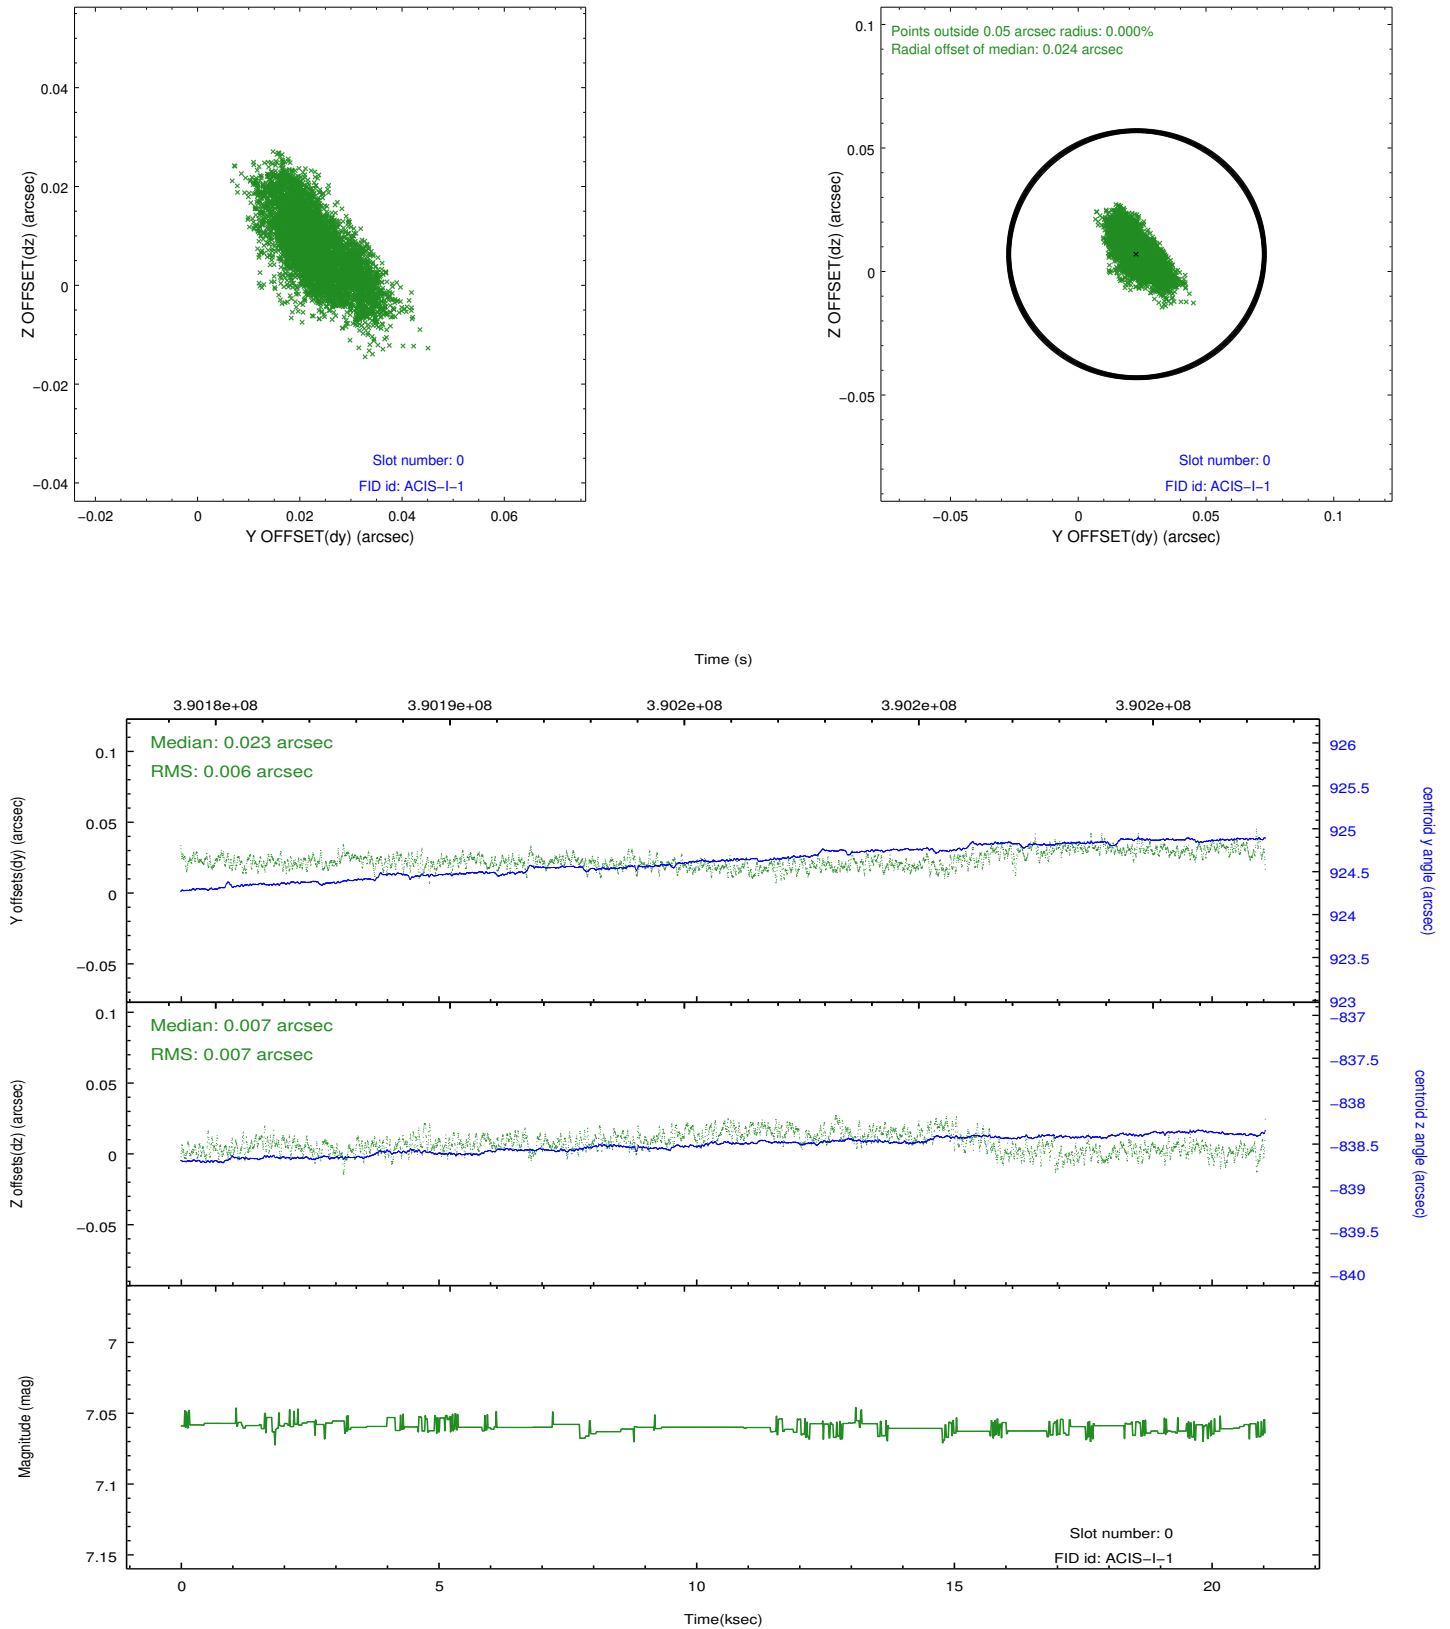 0.04
0.02
0
−0.02
−0.04
Z OFFSET(dz) (arcsec)
Slot number: 0
FID id: ACIS−I−1
−0.02 0 0.02 0.04 0.06
Y OFFSET(dy) (arcsec)
Points outside 0.05 arcsec radius: 0.000%
Radial offset of median: 0.024 arcsec
0.1
0.05
0
−0.05
Z OFFSET(dz) (arcsec)
Slot number: 0
FID id: ACIS−I−1
−0.05 0 0.05 0.1
Y OFFSET(dy) (arcsec)
Time (s)
3.9018e+08 3.9019e+08 3.902e+08 3.902e+08 3.902e+08
Median: 0.023 arcsec
RMS: 0.006 arcsec
0.1
0.05
0
−0.05
Y offsets(dy) (arcsec)
926
925.5
925
924.5
924
923.5
923
centroid y angle (arcsec)
Median: 0.007 arcsec
RMS: 0.007 arcsec
0.1
0.05
0
−0.05
Z offsets(dz) (arcsec)
−837
−837.5
−838
−838.5
−839
−839.5
−840
centroid z angle (arcsec)
7
7.05
7.1
7.15
Magnitude (mag)
Slot number: 0
FID id: ACIS−I−1
0 5 10 15 20
Time(ksec)